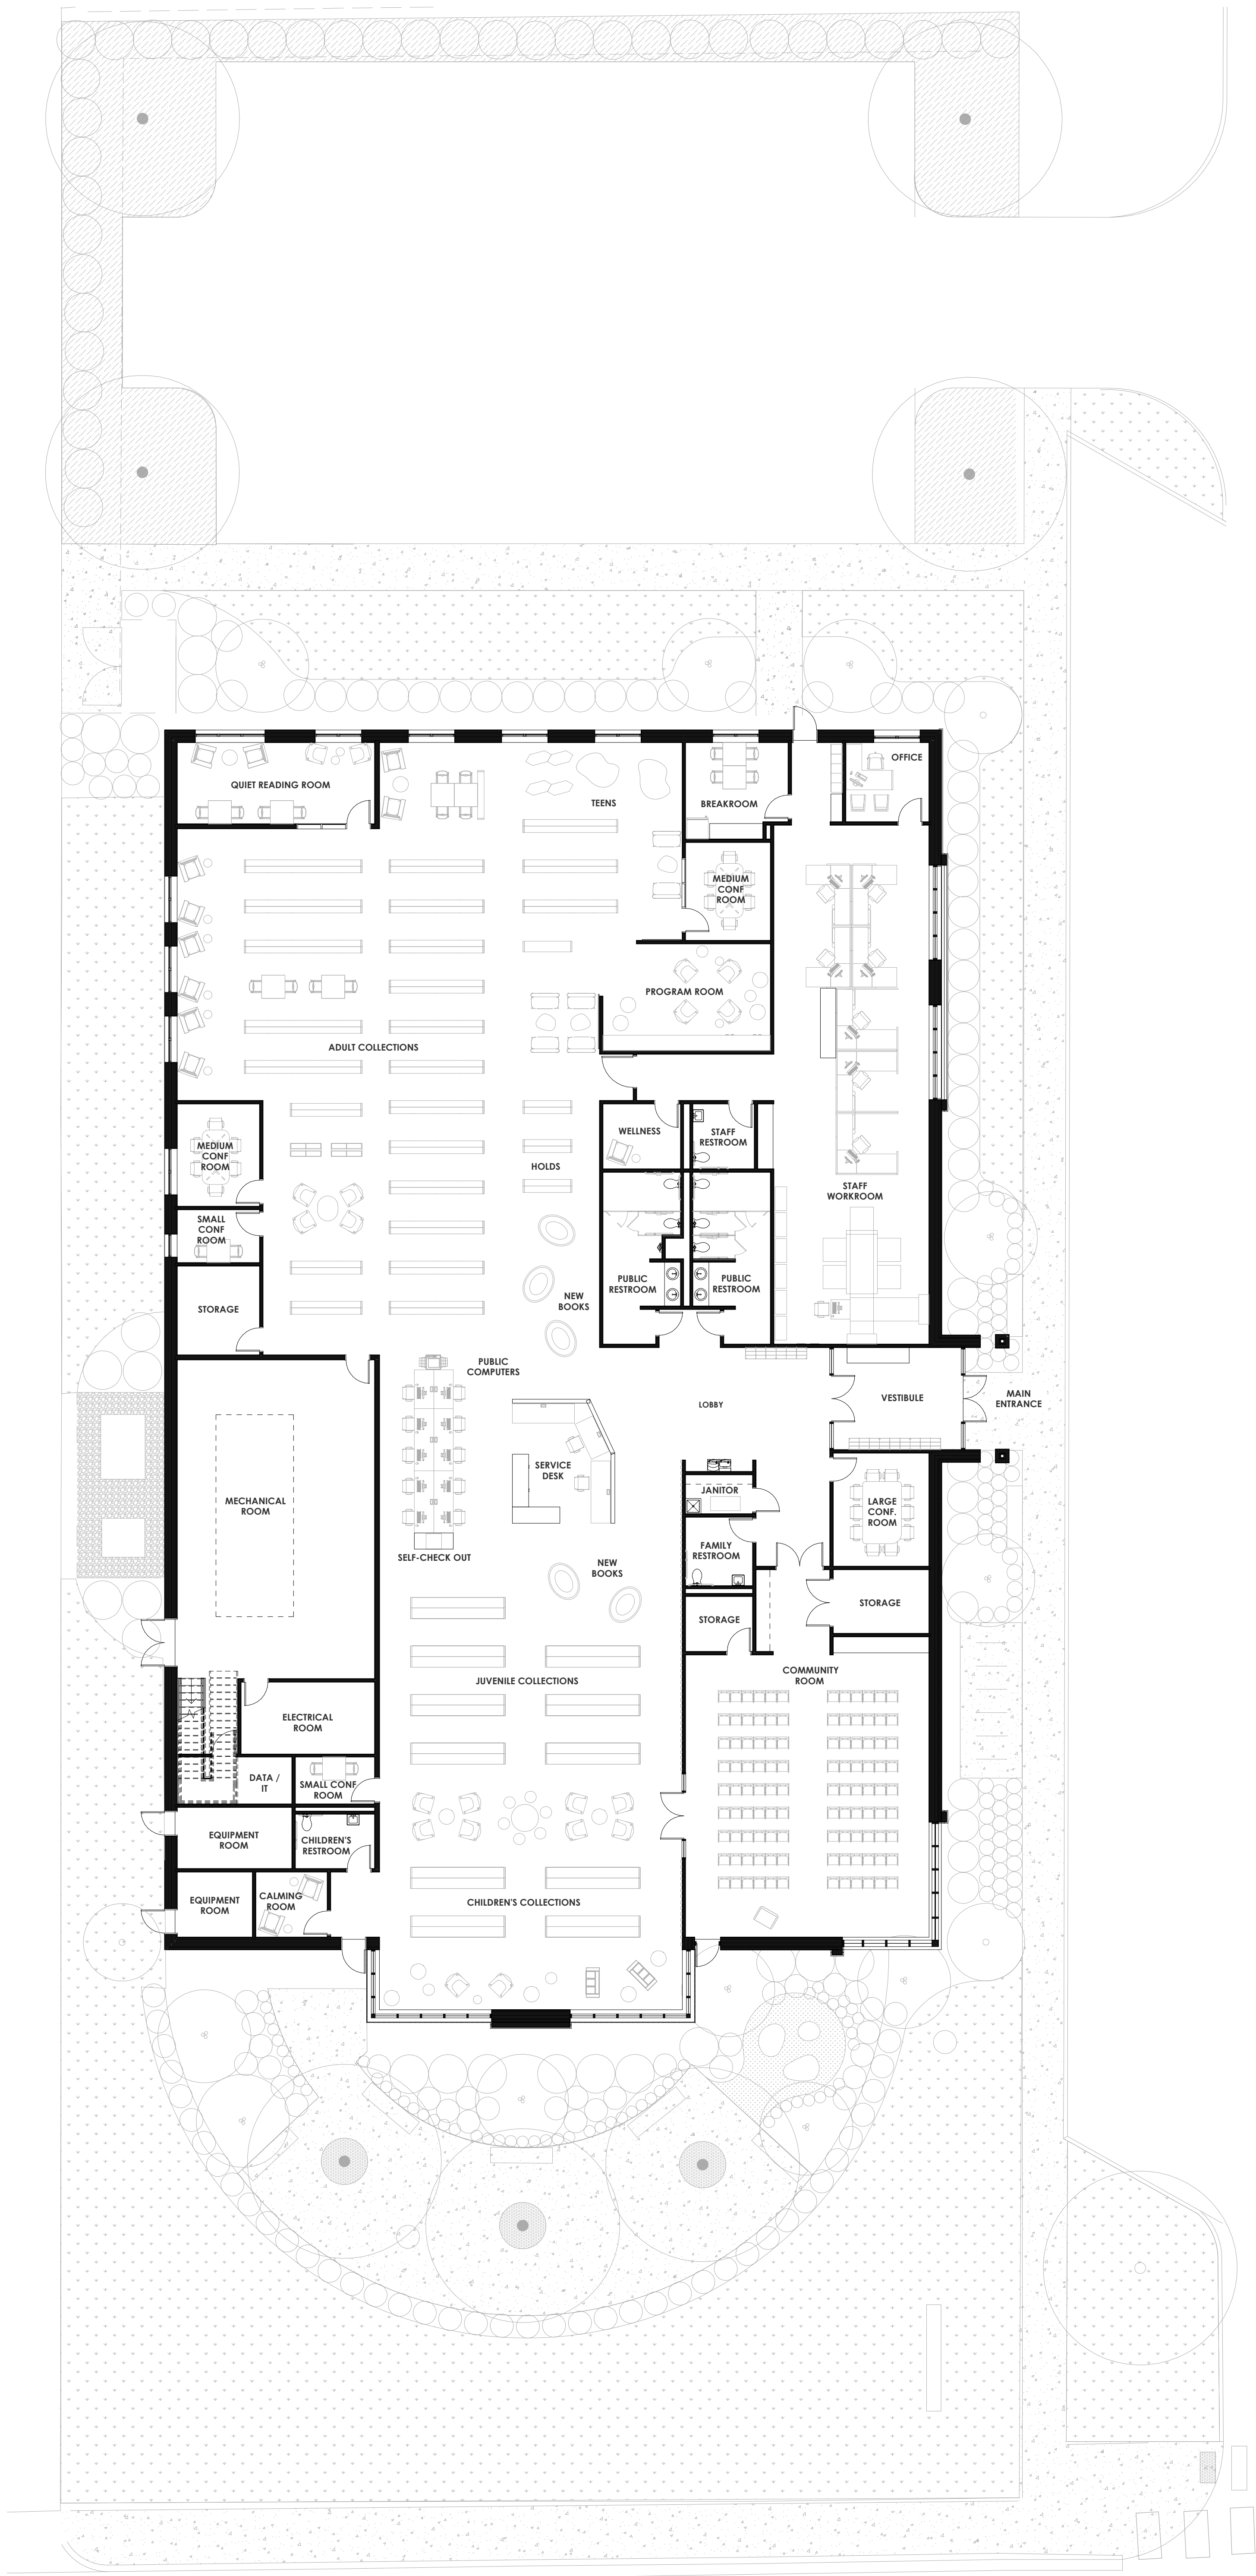 OFFICE
QUIET READING ROOM
TEENS
BREAKROOM
MEDIUM
CONF
ROOM
PROGRAM ROOM
ADULT COLLECTIONS
WELLNESS
STAFF
RESTROOM
MEDIUM
CONF
ROOM
HOLDS
STAFF
WORKROOM
SMALL
CONF
ROOM
PUBLIC
RESTROOM
PUBLIC
RESTROOM
NEW
BOOKS
STORAGE
PUBLIC
COMPUTERS
LOBBY
VESTIBULE
MAIN
ENTRANCE
SERVICE
DESK
JANITOR
MECHANICAL
ROOM
LARGE
CONF.
ROOM
FAMILY
RESTROOM
SELF-CHECK OUT
NEW
BOOKS
STORAGE
STORAGE
COMMUNITY
ROOM
JUVENILE COLLECTIONS
ELECTRICAL
ROOM
DATA /
IT
SMALL CONF
ROOM
EQUIPMENT
ROOM
CHILDREN'S
RESTROOM
EQUIPMENT
ROOM
CALMING
ROOM
CHILDREN'S COLLECTIONS